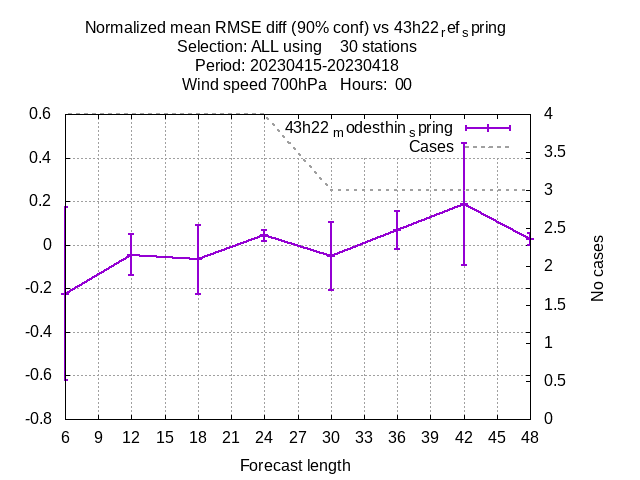 Normalized mean RMSE diff (90% conf) vs 43h22ᵣefₛpring
Selection: ALL using 30 stations
Period: 20230415-20230418
Wind speed 700hPa Hours: 00
0.6 4
43h22ₘodesthinₛpring
Cases
0.4 3.5
0.2 3
0 2.5
-0.2 2
-0.4 1.5
-0.6 1
-0.8 0.5
0
No cases
6 9 12 15 18 21 24 27 30 33 36 39 42 45 48
Forecast length